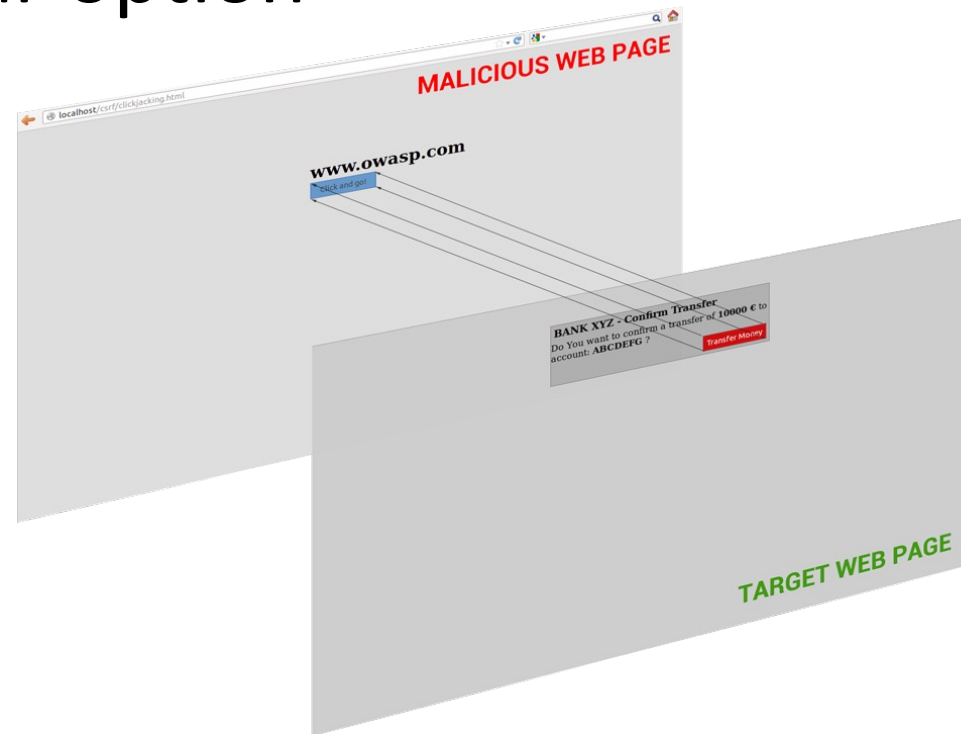 option
localhost/csrf/clickjacking.html
MALICIOUS WEB PAGE
www.owasp.com
Click and go!
BANK XYZ - Confirm Transfer
Do You want to confirm a transfer of 10000 € to
account: ABCDEFG ?
Transfer Money
TARGET WEB PAGE